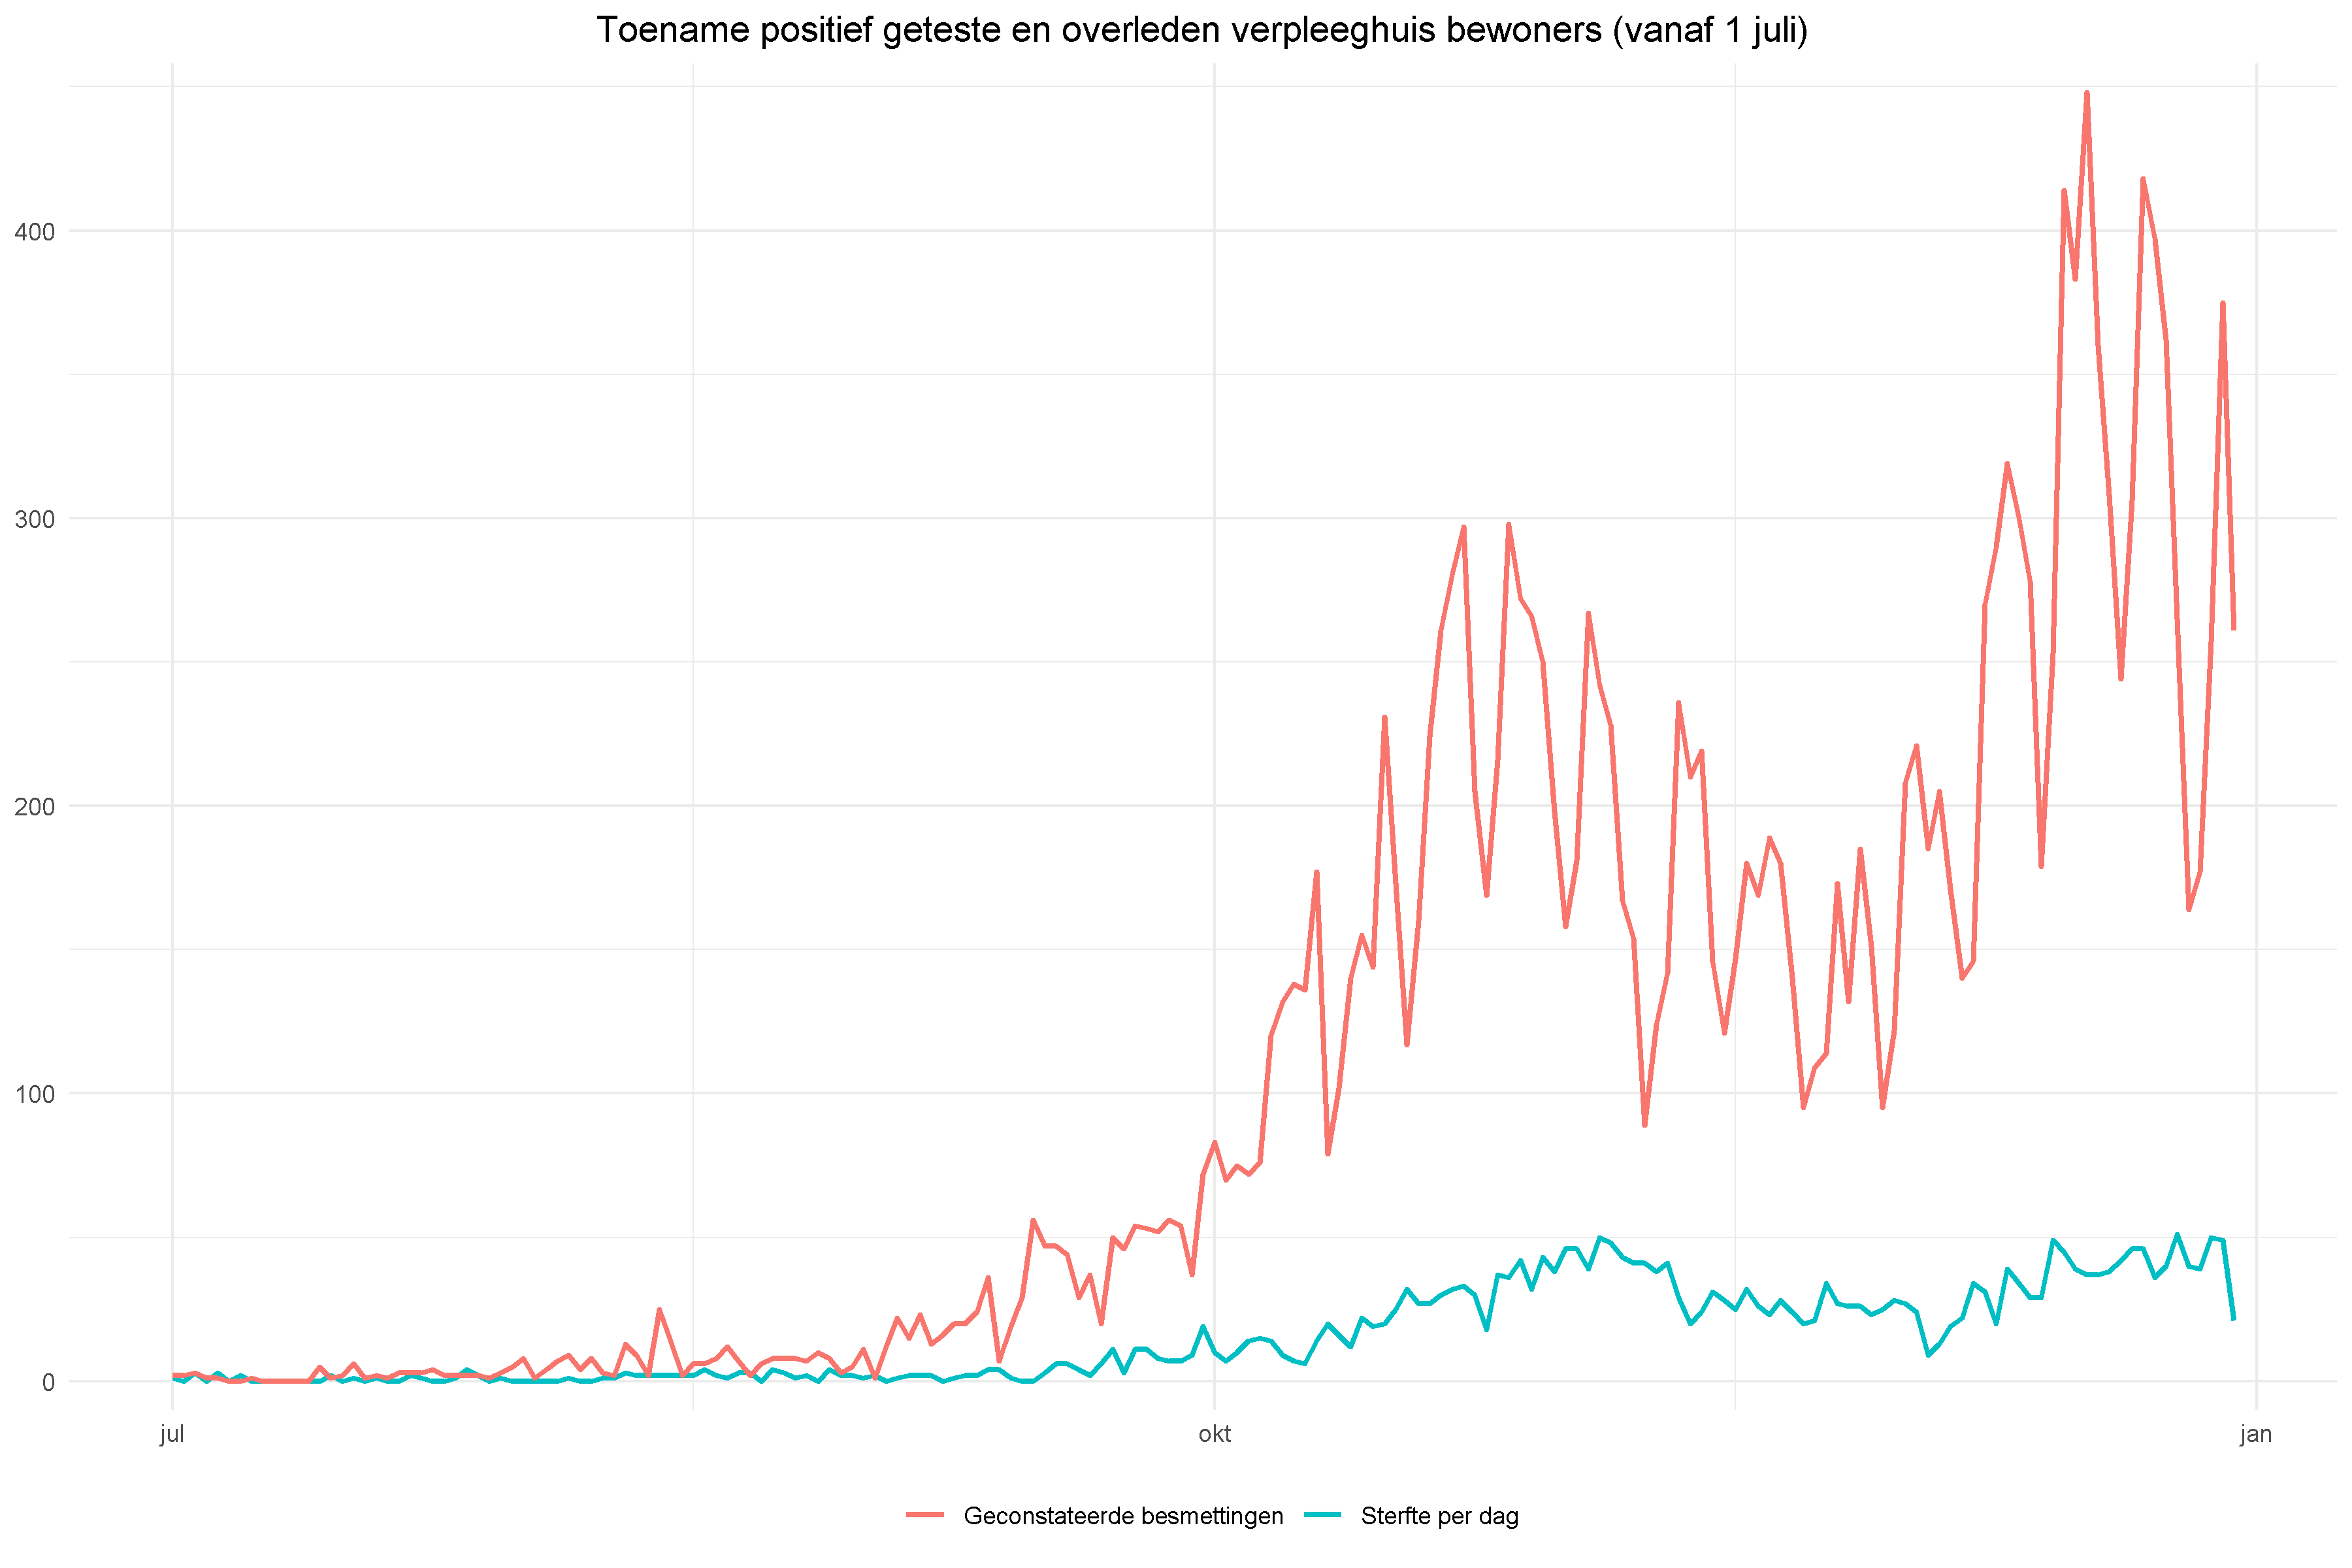 Toename positief geteste en overleden verpleeghuis bewoners (vanaf 1 juli)
400
300
200
100
0
jul okt jan
Geconstateerde besmettingen Sterfte per dag